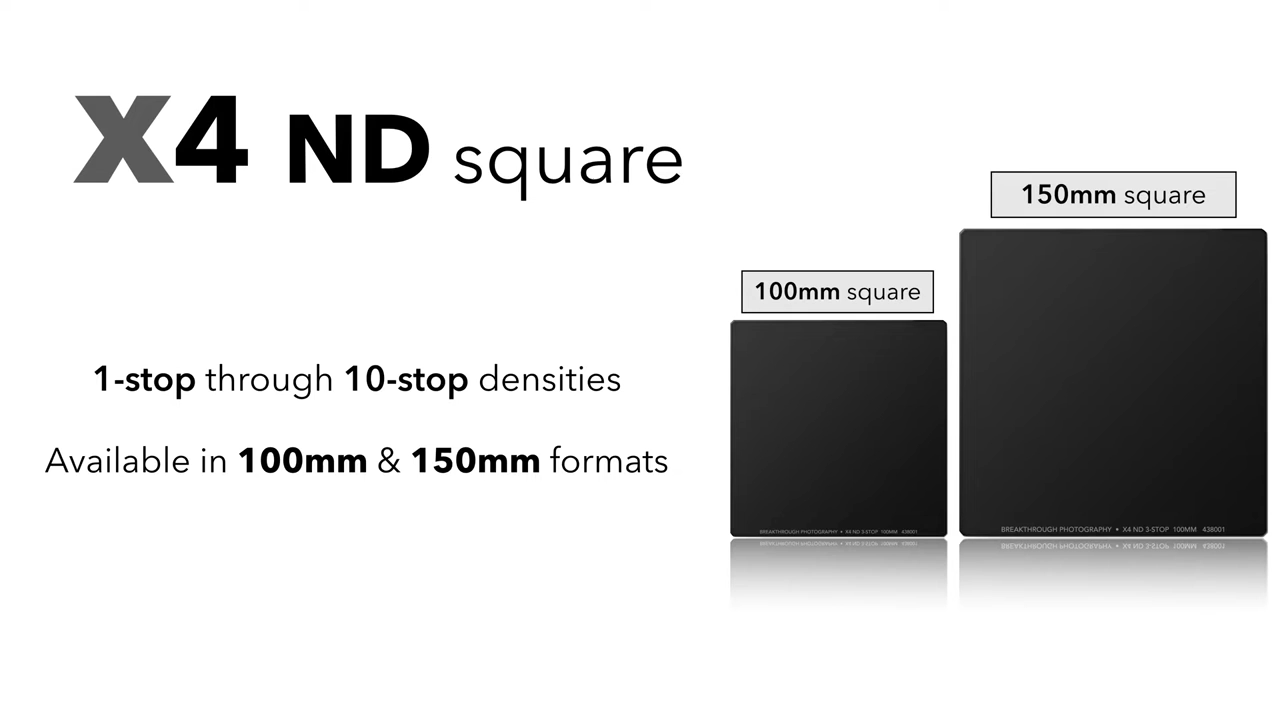 X4 ND square
150mm square
100mm square
1-stop through 10-stop densities
Available in 100mm & 150mm formats
BREAKTHROUGH PHOTOGRAPHY • X4 ND 3-STOP 100MM 438001
BREAKTHROUGH PHOTOGRAPHY • X4 ND 3-STOP 100MM 438001